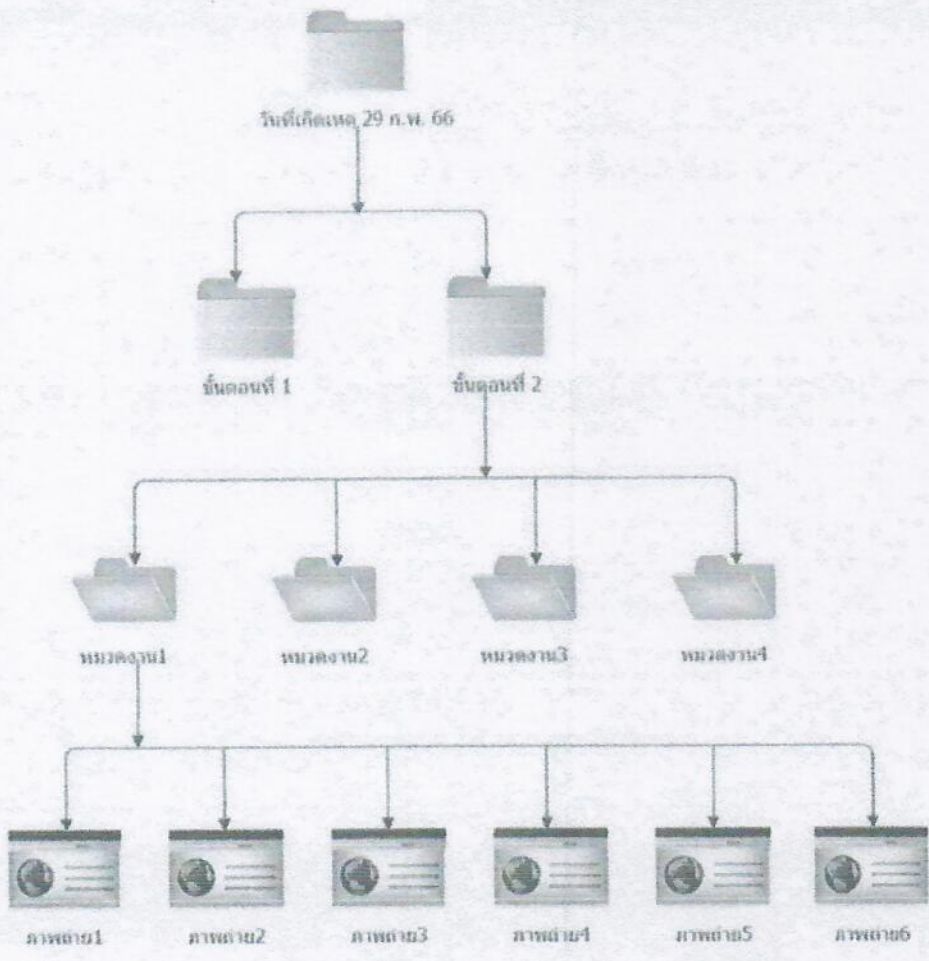 วันที่เกิดเหตุ 29 ก.พ. 66
ขั้นตอนที่ 1
ขั้นตอนที่ 2
หมวดงาน1
หมวดงาน2
หมวดงาน3
หมวดงาน4
ภาพถ่าย1
ภาพถ่าย2
ภาพถ่าย3
ภาพถ่าย4
ภาพถ่าย5
ภาพถ่าย6